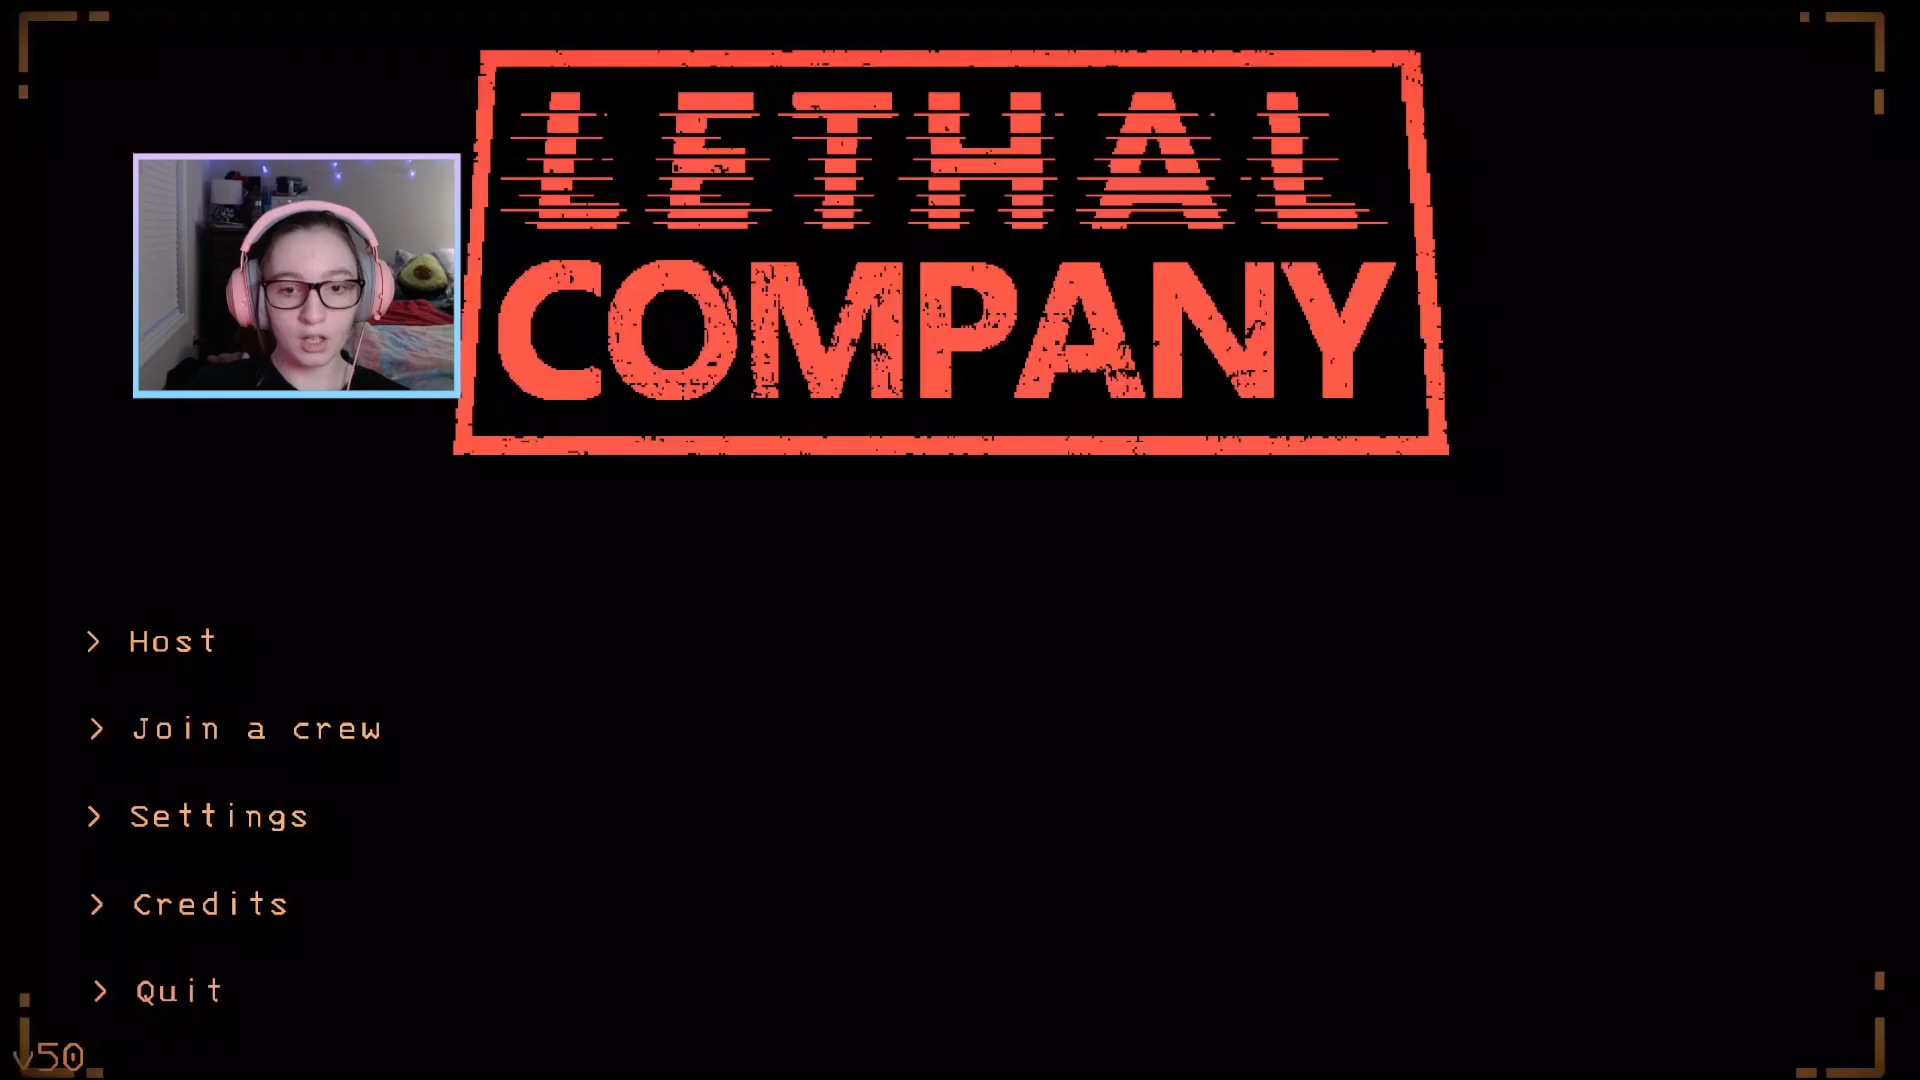 LETHAL
COMPANY
> Host
> Join a crew
> Settings
> Credits
> Quit
v50